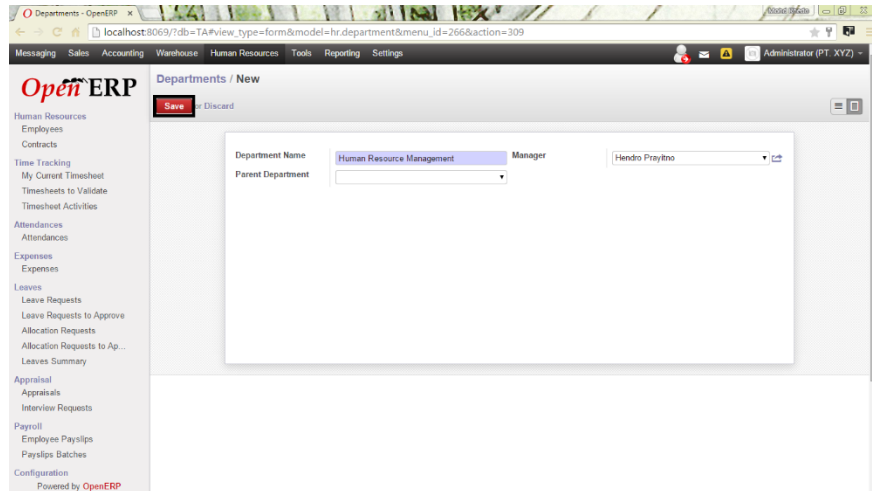 Departments - OpenERP
localhost:8069/?db=TA#view_type=form&model=hr.department&menu_id=266&action=309
Messaging Sales Accounting Warehouse Human Resources Tools Reporting Settings Administrator (PT. XYZ)
Open ERP
Departments / New
Save or Discard
Human Resources
Employees
Contracts
Time Tracking
My Current Timesheet
Timesheets to Validate
Timesheet Activities
Attendances
Attendances
Expenses
Expenses
Leaves
Leave Requests
Leave Requests to Approve
Allocation Requests
Allocation Requests to Ap...
Leaves Summary
Appraisal
Appraisals
Interview Requests
Payroll
Employee Payslips
Payslips Batches
Configuration
Powered by OpenERP
Department Name Human Resource Management Manager Hendro Prayitno
Parent Department